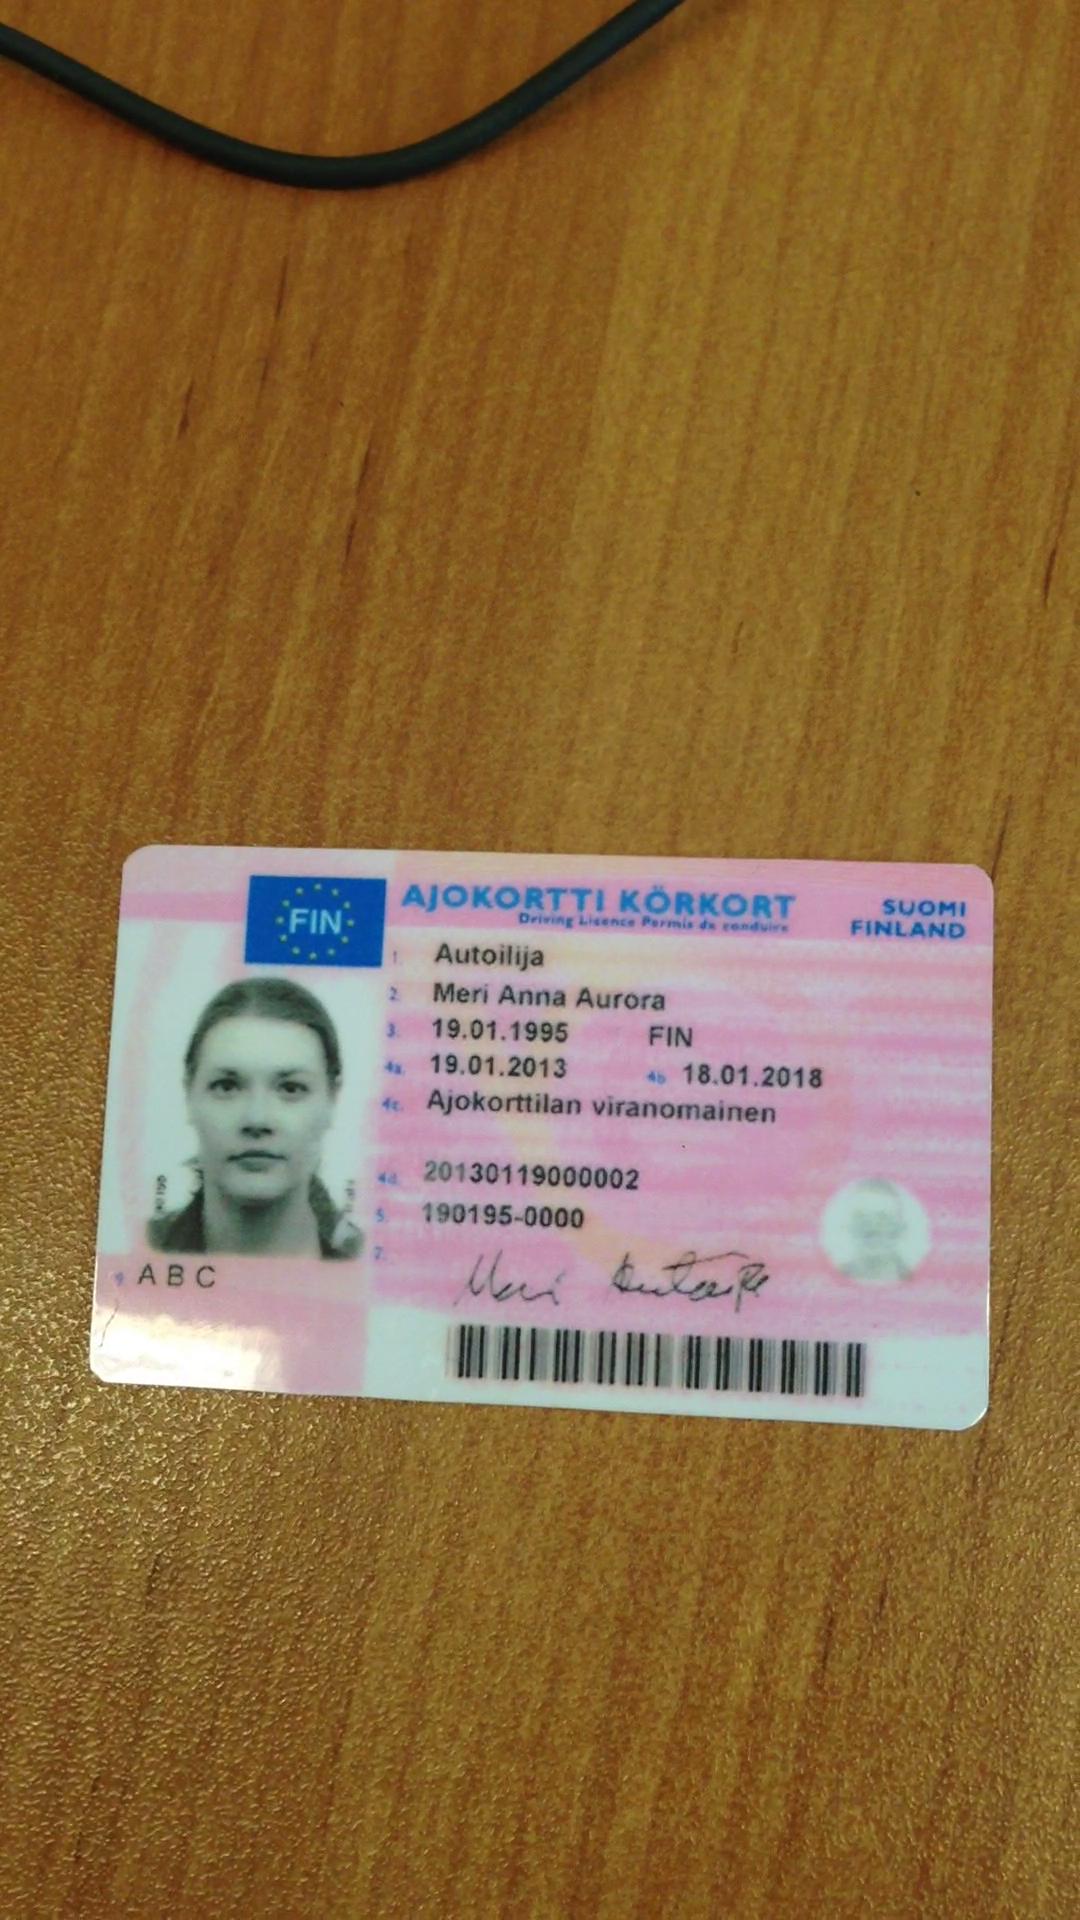 FIN
AJOKORTTI KÖRKORT
Driving Licence Permis de conduire
SUOMI
FINLAND
1. Autoilija
2. Meri Anna Aurora
3. 19.01.1995 FIN
4a. 19.01.2013 4b 18.01.2018
4c. Ajokorttilan viranomainen
4d. 20130119000002
5. 190195-0000
7. Meri Autoilija
9. A B C